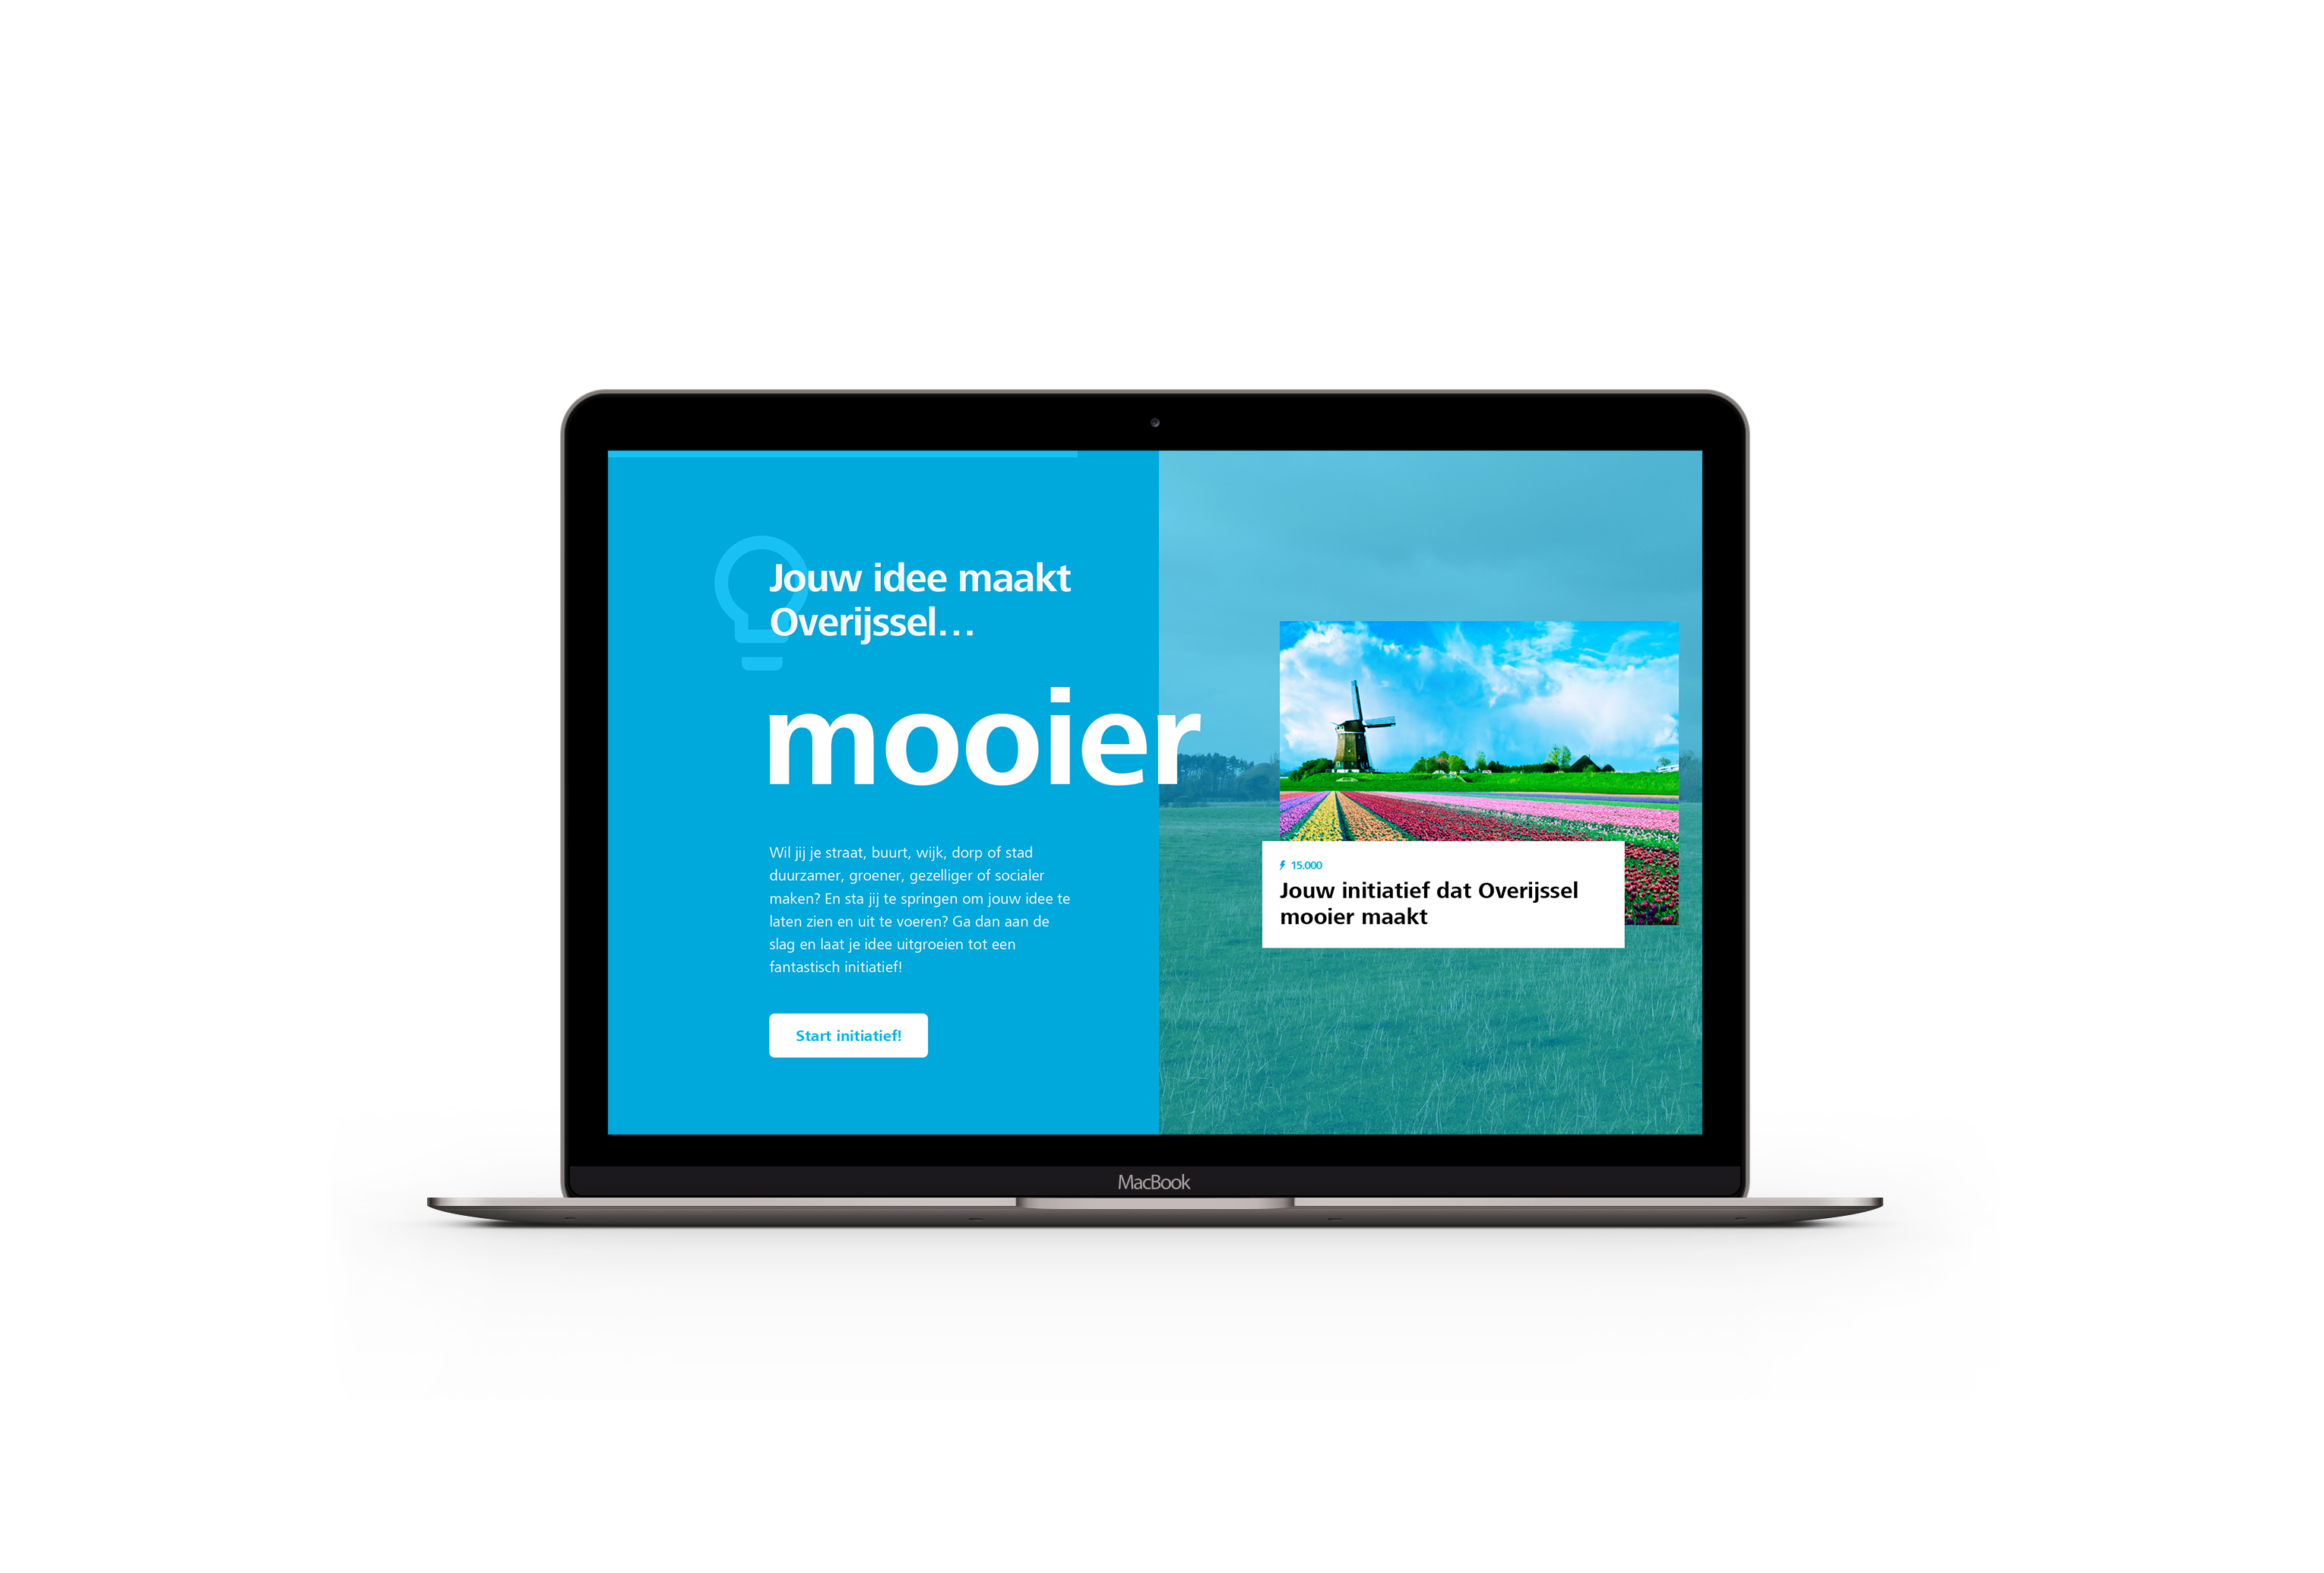 Jouw idee maakt
Overijssel...
mooier
Wil jij je straat, buurt, wijk, dorp of stad
duurzamer, groener, gezelliger of socialer
maken? En sta jij te springen om jouw idee te
laten zien en uit te voeren? Ga dan aan de
slag en laat je idee uitgroeien tot een
fantastisch initiatief!
Start initiatief!
15.000
Jouw initiatief dat Overijssel
mooier maakt
MacBook